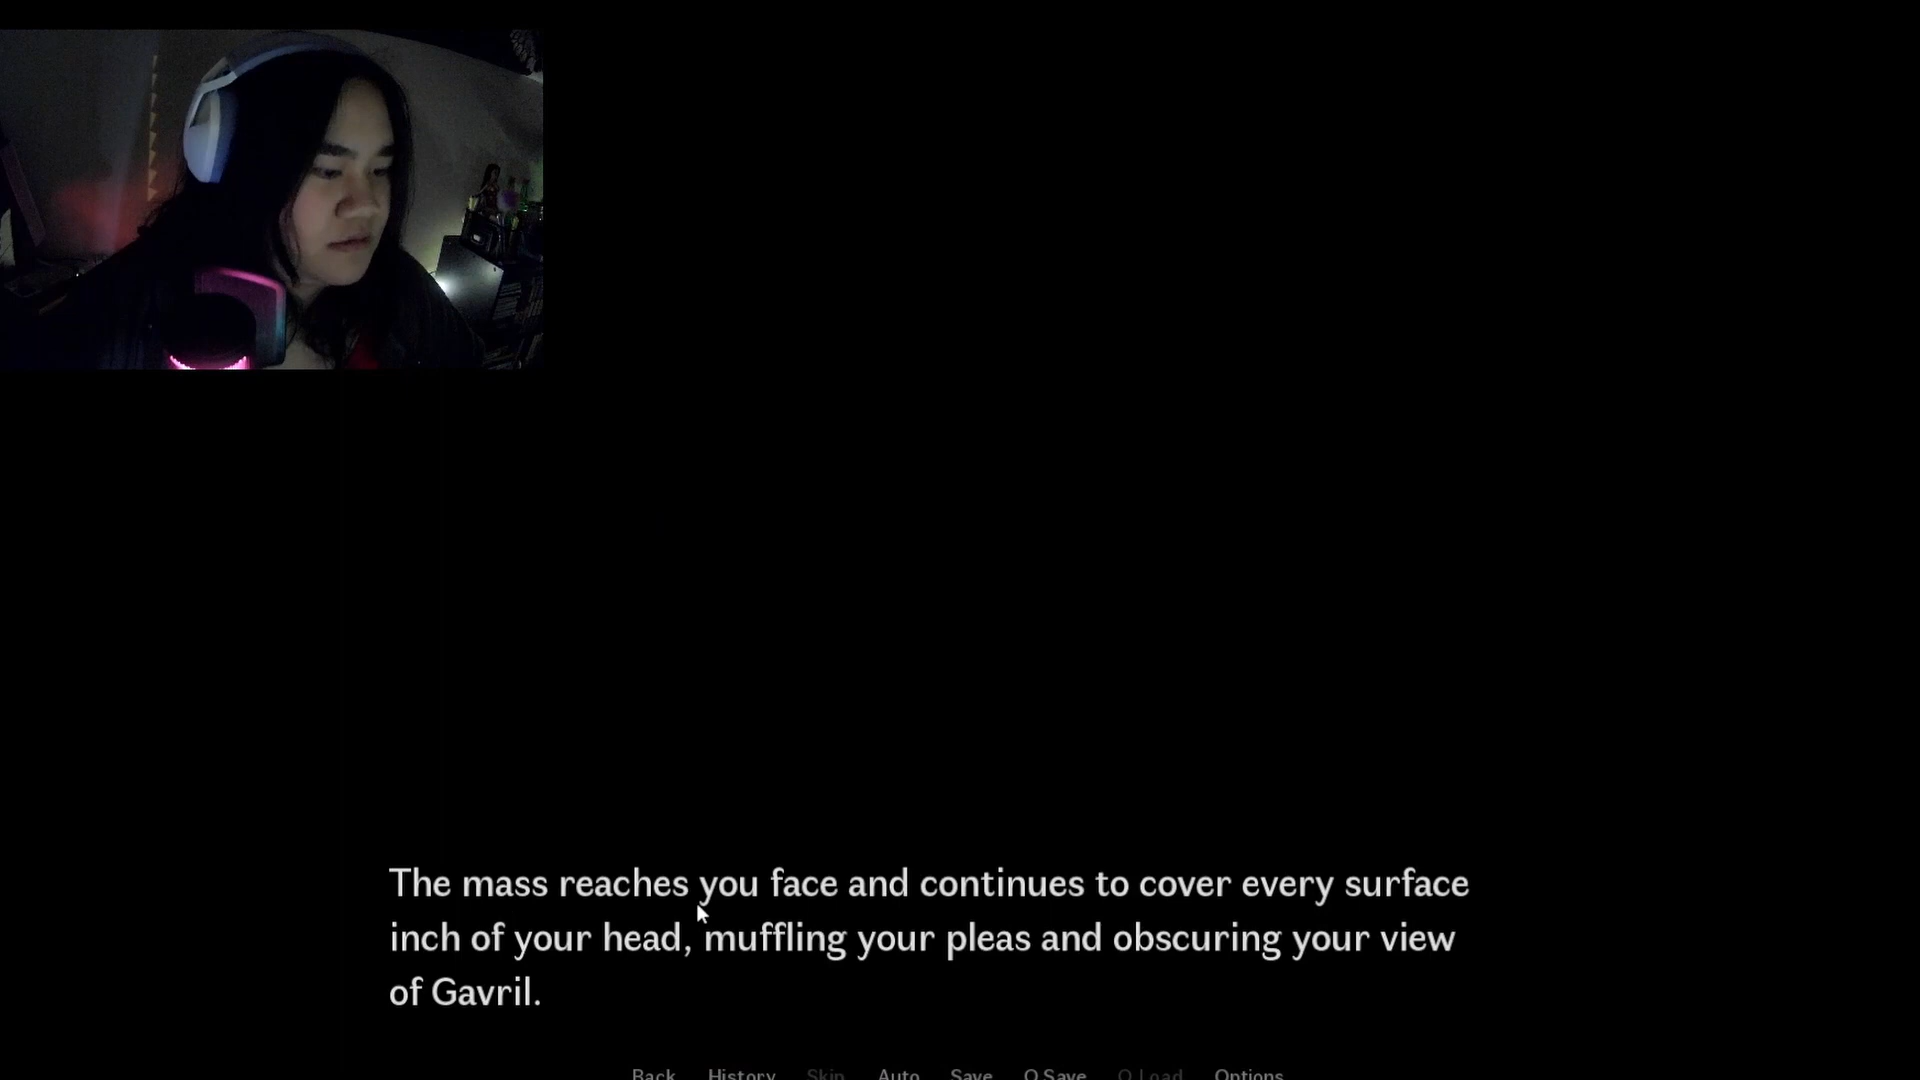 The mass reaches you face and continues to cover every surface
inch of your head, muffling your pleas and obscuring your view
of Gavril.
Back History Skip Auto Save Q.Save Q.Load Options